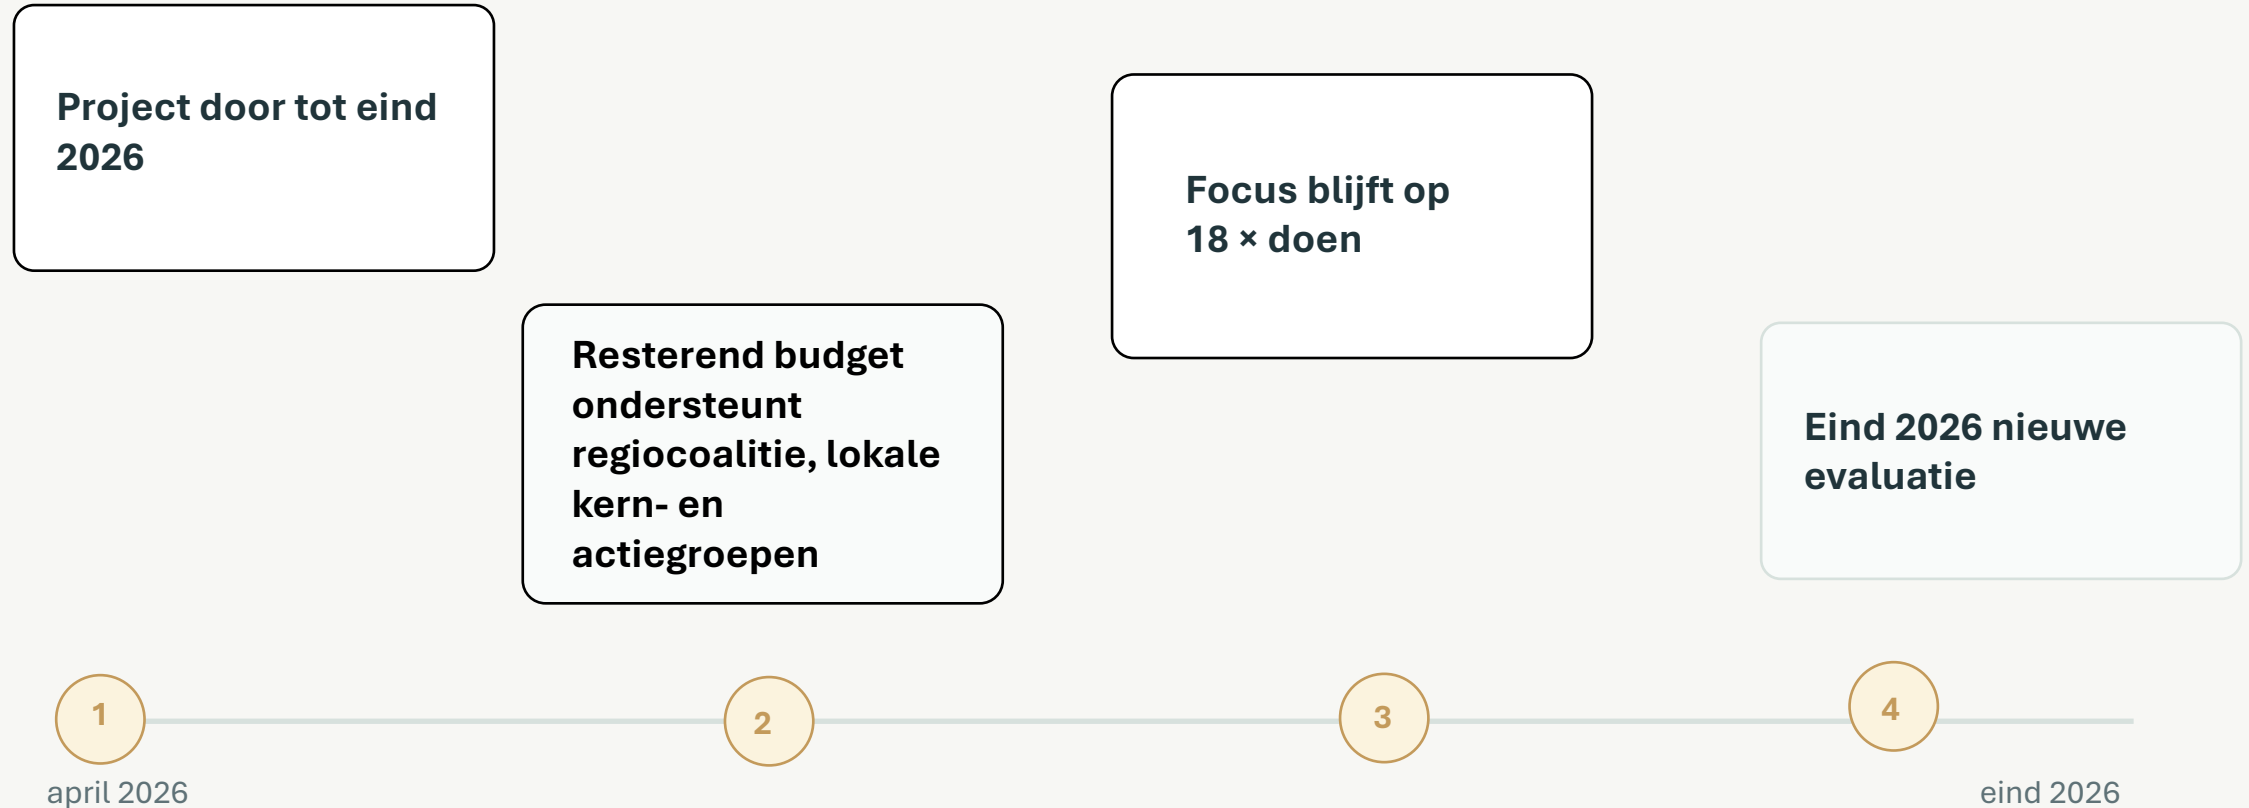 Project door tot eind
2026
Resterend budget
ondersteunt
regiocoalitie, lokale
kern- en
actiegroepen
Focus blijft op
18 × doen
Eind 2026 nieuwe
evaluatie
1
2
3
4
april 2026
eind 2026